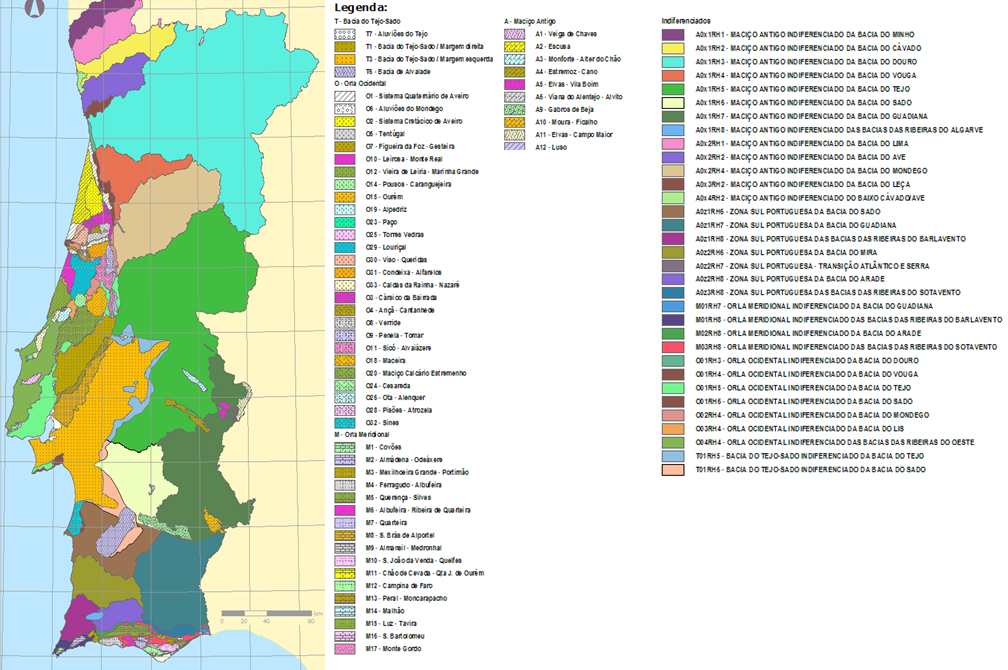 Legenda:
T - Bacia do Tejo-Sado
T7 - Aluviões do Tejo
T1 - Bacia do Tejo-Sado / Margem direita
T3 - Bacia do Tejo-Sado / Margem esquerda
T6 - Bacia de Alvalade
O - Orla Ocidental
O1 - Sistema Quaternário de Aveiro
O6 - Aluviões do Mondego
O2 - Sistema Cretácico de Aveiro
O5 - Tentúgal
O7 - Figueira da Foz - Gesteira
O10 - Leirosa - Monte Real
O12 - Vieira de Leiria - Marinha Grande
O14 - Pousos - Caranguejeira
O15 - Ourém
O19 - Alpedriz
O23 - Paço
O25 - Torres Vedras
O29 - Louriçal
O30 - Viso - Queridas
O31 - Condeixa - Alfarelos
O33 - Caldas da Rainha - Nazaré
O3 - Cársico da Bairrada
O4 - Ançã - Cantanhede
O8 - Verride
O9 - Penela - Tomar
O11 - Sicó - Alvaiázere
O18 - Maceira
O20 - Maciço Calcário Estremenho
O24 - Cesareda
O26 - Ota - Alenquer
O28 - Pisões - Atrozela
O32 - Sines
M - Orla Meridional
M1 - Covões
M2 - Almádena - Odeáxere
M3 - Mexilhoeira Grande - Portimão
M4 - Ferragudo - Albufeira
M5 - Querença - Silves
M6 - Albufeira - Ribeira de Quarteira
M7 - Quarteira
M8 - S. Brás de Alportel
M9 - Almansil - Medronhal
M10 - S. João da Venda - Quelfes
M11 - Chão de Cevada - Qta J. de Ourém
M12 - Campina de Faro
M13 - Peral - Moncarapacho
M14 - Malhão
M15 - Luz - Tavira
M16 - S. Bartolomeu
M17 - Monte Gordo
A - Maciço Antigo
A1 - Veiga de Chaves
A2 - Escusa
A3 - Monforte - Alter do Chão
A4 - Estremoz - Cano
A5 - Elvas - Vila Boim
A6 - Viana do Alentejo - Alvito
A9 - Gabros de Beja
A10 - Moura - Ficalho
A11 - Elvas - Campo Maior
A12 - Luso
Indiferenciados
A0x1RH1 - MACIÇO ANTIGO INDIFERENCIADO DA BACIA DO MINHO
A0x1RH2 - MACIÇO ANTIGO INDIFERENCIADO DA BACIA DO CÁVADO
A0x1RH3 - MACIÇO ANTIGO INDIFERENCIADO DA BACIA DO DOURO
A0x1RH4 - MACIÇO ANTIGO INDIFERENCIADO DA BACIA DO VOUGA
A0x1RH5 - MACIÇO ANTIGO INDIFERENCIADO DA BACIA DO TEJO
A0x1RH6 - MACIÇO ANTIGO INDIFERENCIADO DA BACIA DO SADO
A0x1RH7 - MACIÇO ANTIGO INDIFERENCIADO DA BACIA DO GUADIANA
A0x1RH8 - MACIÇO ANTIGO INDIFERENCIADO DAS BACIAS DAS RIBEIRAS DO ALGARVE
A0x2RH1 - MACIÇO ANTIGO INDIFERENCIADO DA BACIA DO LIMA
A0x2RH2 - MACIÇO ANTIGO INDIFERENCIADO DA BACIA DO AVE
A0x2RH4 - MACIÇO ANTIGO INDIFERENCIADO DA BACIA DO MONDEGO
A0x3RH2 - MACIÇO ANTIGO INDIFERENCIADO DA BACIA DO LEÇA
A0x4RH2 - MACIÇO ANTIGO INDIFERENCIADO DO BAIXO CÁVADO/AVE
A0z1RH6 - ZONA SUL PORTUGUESA DA BACIA DO SADO
A0z1RH7 - ZONA SUL PORTUGUESA DA BACIA DO GUADIANA
A0z1RH8 - ZONA SUL PORTUGUESA DAS BACIAS DAS RIBEIRAS DO BARLAVENTO
A0z2RH6 - ZONA SUL PORTUGUESA DA BACIA DO MIRA
A0z2RH7 - ZONA SUL PORTUGUESA - TRANSIÇÃO ATLÂNTICO E SERRA
A0z2RH8 - ZONA SUL PORTUGUESA DA BACIA DO ARADE
A0z3RH8 - ZONA SUL PORTUGUESA DAS BACIAS DAS RIBEIRAS DO SOTAVENTO
M01RH7 - ORLA MERIDIONAL INDIFERENCIADO DA BACIA DO GUADIANA
M01RH8 - ORLA MERIDIONAL INDIFERENCIADO DAS BACIAS DAS RIBEIRAS DO BARLAVENTO
M02RH8 - ORLA MERIDIONAL INDIFERENCIADO DA BACIA DO ARADE
M03RH8 - ORLA MERIDIONAL INDIFERENCIADO DAS BACIAS DAS RIBEIRAS DO SOTAVENTO
O01RH3 - ORLA OCIDENTAL INDIFERENCIADO DA BACIA DO DOURO
O01RH4 - ORLA OCIDENTAL INDIFERENCIADO DA BACIA DO VOUGA
O01RH5 - ORLA OCIDENTAL INDIFERENCIADO DA BACIA DO TEJO
O01RH6 - ORLA OCIDENTAL INDIFERENCIADO DA BACIA DO SADO
O02RH4 - ORLA OCIDENTAL INDIFERENCIADO DA BACIA DO MONDEGO
O03RH4 - ORLA OCIDENTAL INDIFERENCIADO DA BACIA DO LIS
O04RH4 - ORLA OCIDENTAL INDIFERENCIADO DAS BACIAS DAS RIBEIRAS DO OESTE
T01RH5 - BACIA DO TEJO-SADO INDIFERENCIADO DA BACIA DO TEJO
T01RH6 - BACIA DO TEJO-SADO INDIFERENCIADO DA BACIA DO SADO
km
0 20 40 80